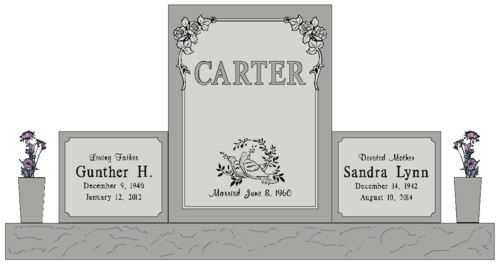 CARTER
Married June 8, 1960
Loving Father
Gunther H.
December 9, 1940
January 12, 2012
Devoted Mother
Sandra Lynn
December 14, 1942
August 10, 2014